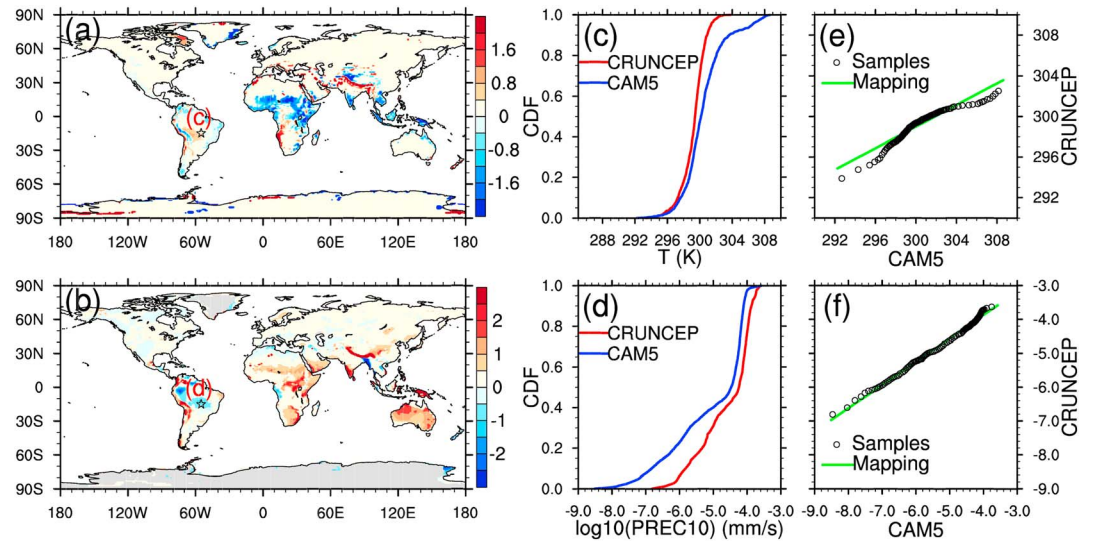 (a)
90N
60N
30N
0
30S
60S
90S
180 120W 60W 0 60E 120E 180
(c)
1.6
0.8
0
-0.8
-1.6
(c)
CRUNCEP
CAM5
CDF
1.0
0.8
0.6
0.4
0.2
0.0
288 292 296 300 304 308
T (K)
(e)
Samples
Mapping
308
304
300
296
292
CRUNCEP
292 296 300 304 308
CAM5
(b)
90N
60N
30N
0
30S
60S
90S
180 120W 60W 0 60E 120E 180
(d)
2
1
0
-1
-2
(d)
CRUNCEP
CAM5
CDF
1.0
0.8
0.6
0.4
0.2
0.0
-9.0 -8.0 -7.0 -6.0 -5.0 -4.0 -3.0
log10(PREC10) (mm/s)
(f)
Samples
Mapping
-3.0
-4.0
-5.0
-6.0
-7.0
-8.0
-9.0
CRUNCEP
-9.0 -8.0 -7.0 -6.0 -5.0 -4.0 -3.0
CAM5